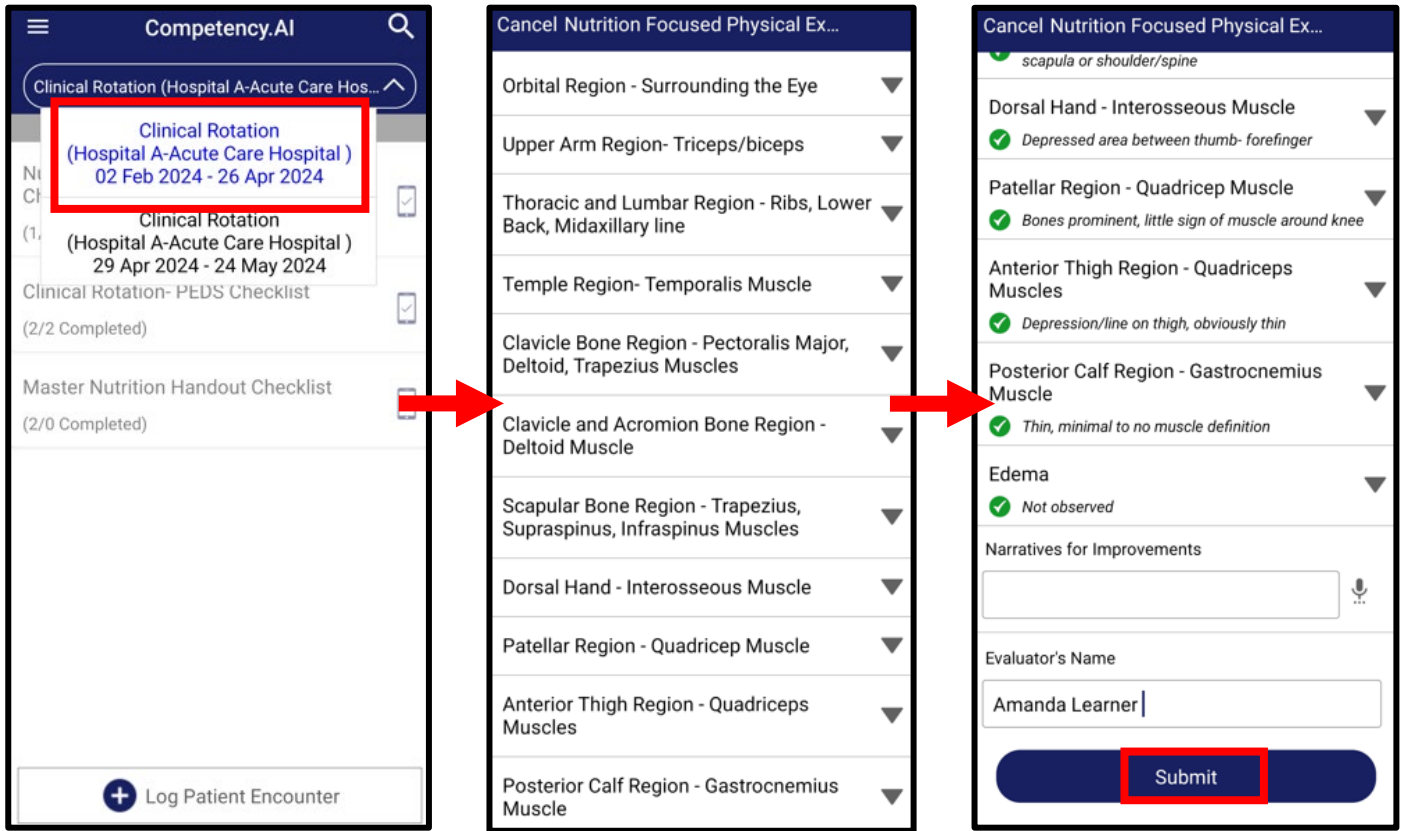 Competency.AI
Clinical Rotation (Hospital A-Acute Care Hos...
Clinical Rotation
(Hospital A-Acute Care Hospital )
02 Feb 2024 - 26 Apr 2024
Clinical Rotation
(Hospital A-Acute Care Hospital )
29 Apr 2024 - 24 May 2024
Clinical Rotation- PEDS Checklist
(2/2 Completed)
Master Nutrition Handout Checklist
(2/0 Completed)
Log Patient Encounter
Cancel Nutrition Focused Physical Ex...
Orbital Region - Surrounding the Eye
Upper Arm Region- Triceps/biceps
Thoracic and Lumbar Region - Ribs, Lower
Back, Midaxillary line
Temple Region- Temporalis Muscle
Clavicle Bone Region - Pectoralis Major,
Deltoid, Trapezius Muscles
Clavicle and Acromion Bone Region -
Deltoid Muscle
Scapular Bone Region - Trapezius,
Supraspinus, Infraspinus Muscles
Dorsal Hand - Interosseous Muscle
Patellar Region - Quadricep Muscle
Anterior Thigh Region - Quadriceps
Muscles
Posterior Calf Region - Gastrocnemius
Muscle
Cancel Nutrition Focused Physical Ex...
scapula or shoulder/spine
Dorsal Hand - Interosseous Muscle
Depressed area between thumb- forefinger
Patellar Region - Quadricep Muscle
Bones prominent, little sign of muscle around knee
Anterior Thigh Region - Quadriceps
Muscles
Depression/line on thigh, obviously thin
Posterior Calf Region - Gastrocnemius
Muscle
Thin, minimal to no muscle definition
Edema
Not observed
Narratives for Improvements
Evaluator's Name
Amanda Learner
Submit